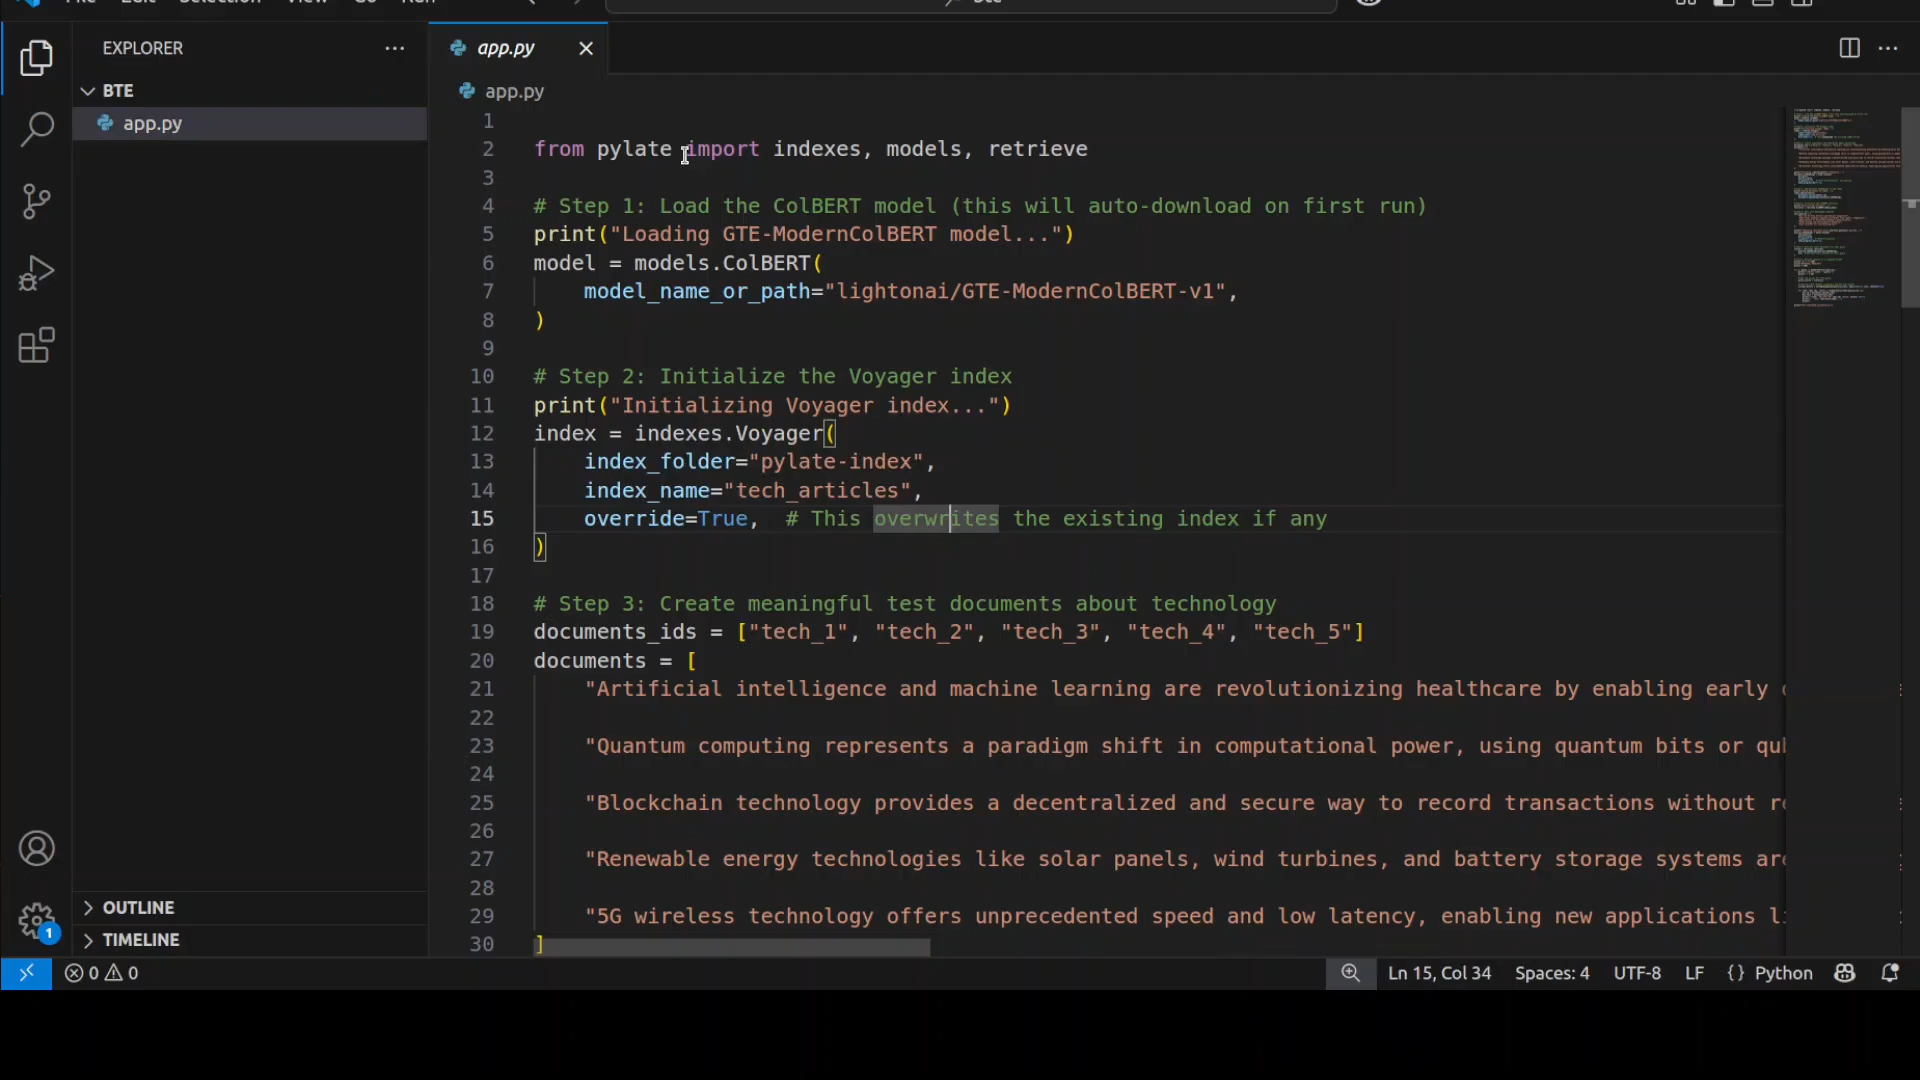 File Edit Selection View Go Run
EXPLORER
BTE
app.py
OUTLINE
TIMELINE
app.py
app.py
1
2 from pylate import indexes, models, retrieve
3
4 # Step 1: Load the ColBERT model (this will auto-download on first run)
5 print("Loading GTE-ModernColBERT model...")
6 model = models.ColBERT(
7 model_name_or_path="lightonai/GTE-ModernColBERT-v1",
8 )
9
10 # Step 2: Initialize the Voyager index
11 print("Initializing Voyager index...")
12 index = indexes.Voyager(
13 index_folder="pylate-index",
14 index_name="tech_articles",
15 override=True, # This overwrites the existing index if any
16 )
17
18 # Step 3: Create meaningful test documents about technology
19 documents_ids = ["tech_1", "tech_2", "tech_3", "tech_4", "tech_5"]
20 documents = [
21 "Artificial intelligence and machine learning are revolutionizing healthcare by enabling early
22
23 "Quantum computing represents a paradigm shift in computational power, using quantum bits or
24
25 "Blockchain technology provides a decentralized and secure way to record transactions without
26
27 "Renewable energy technologies like solar panels, wind turbines, and battery storage systems
28
29 "5G wireless technology offers unprecedented speed and low latency, enabling new applications
30 ]
1
0 0
Ln 15, Col 34 Spaces: 4 UTF-8 LF {} Python